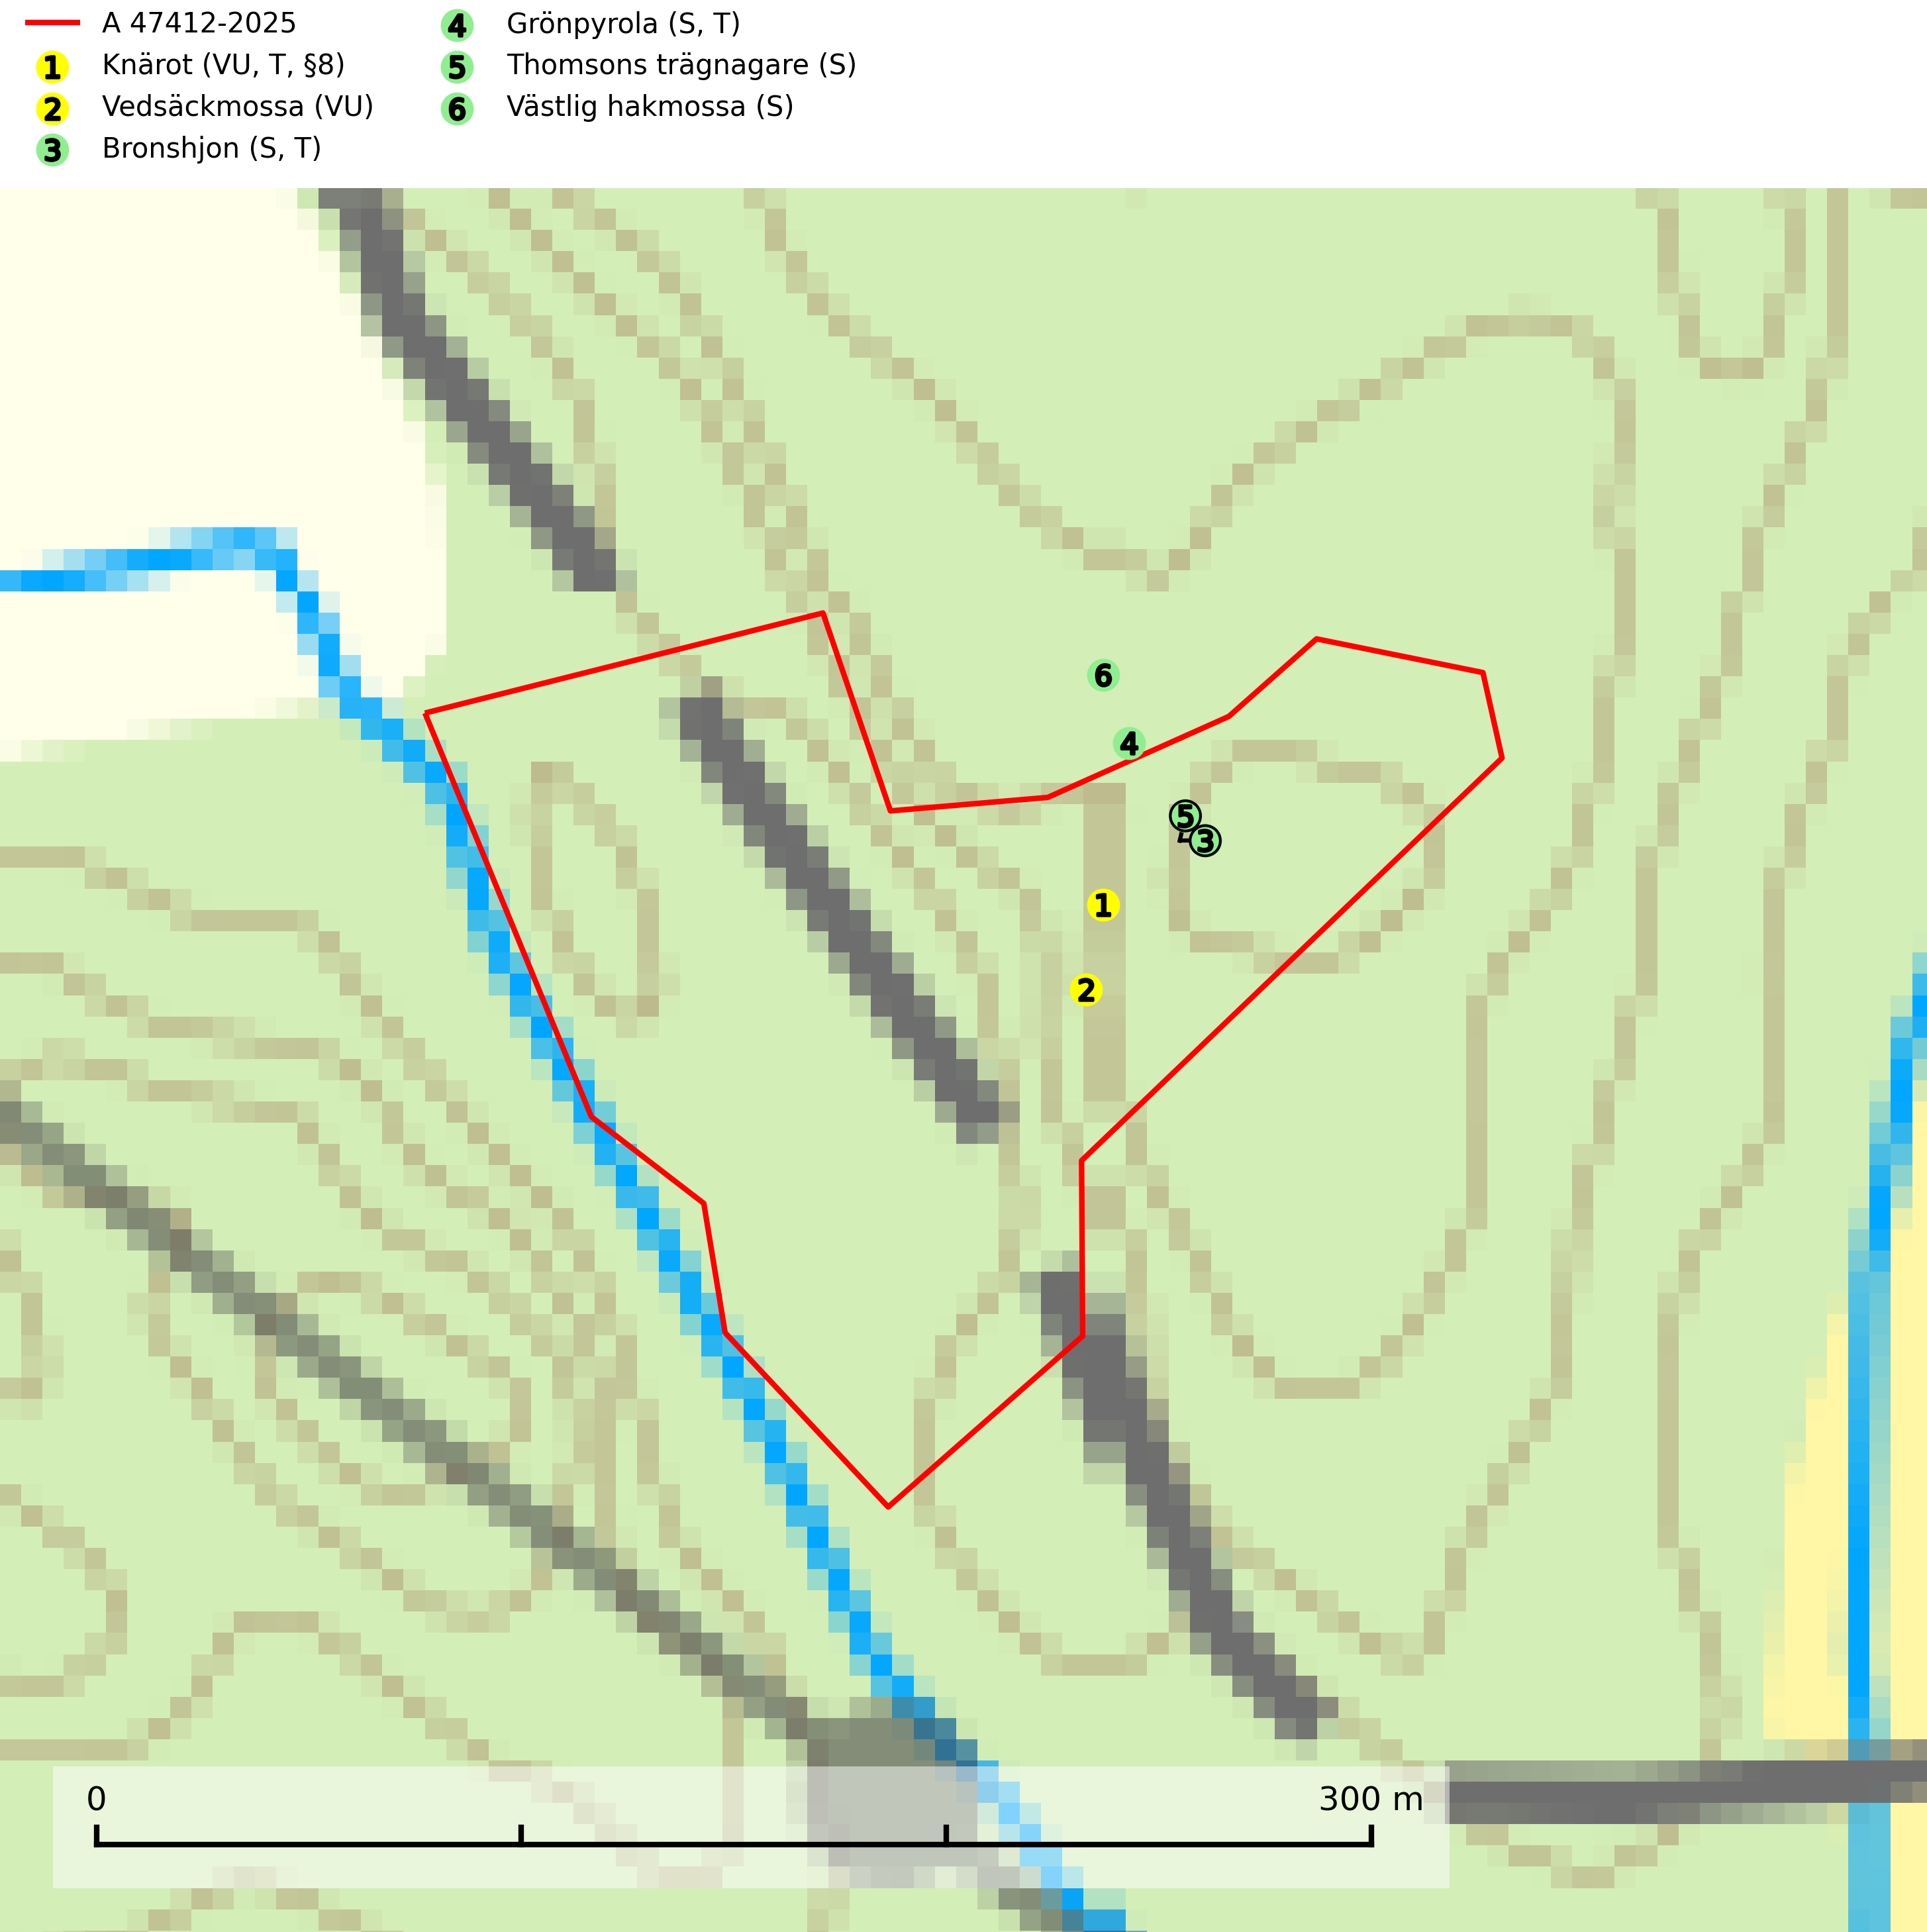 A 47412-2025
1 Knärot (VU, T, §8)
2 Vedsäckmossa (VU)
3 Bronshjon (S, T)
4 Grönpyrola (S, T)
5 Thomsons trägnagare (S)
6 Västlig hakmossa (S)
6
4
5
3
1
2
0 300 m